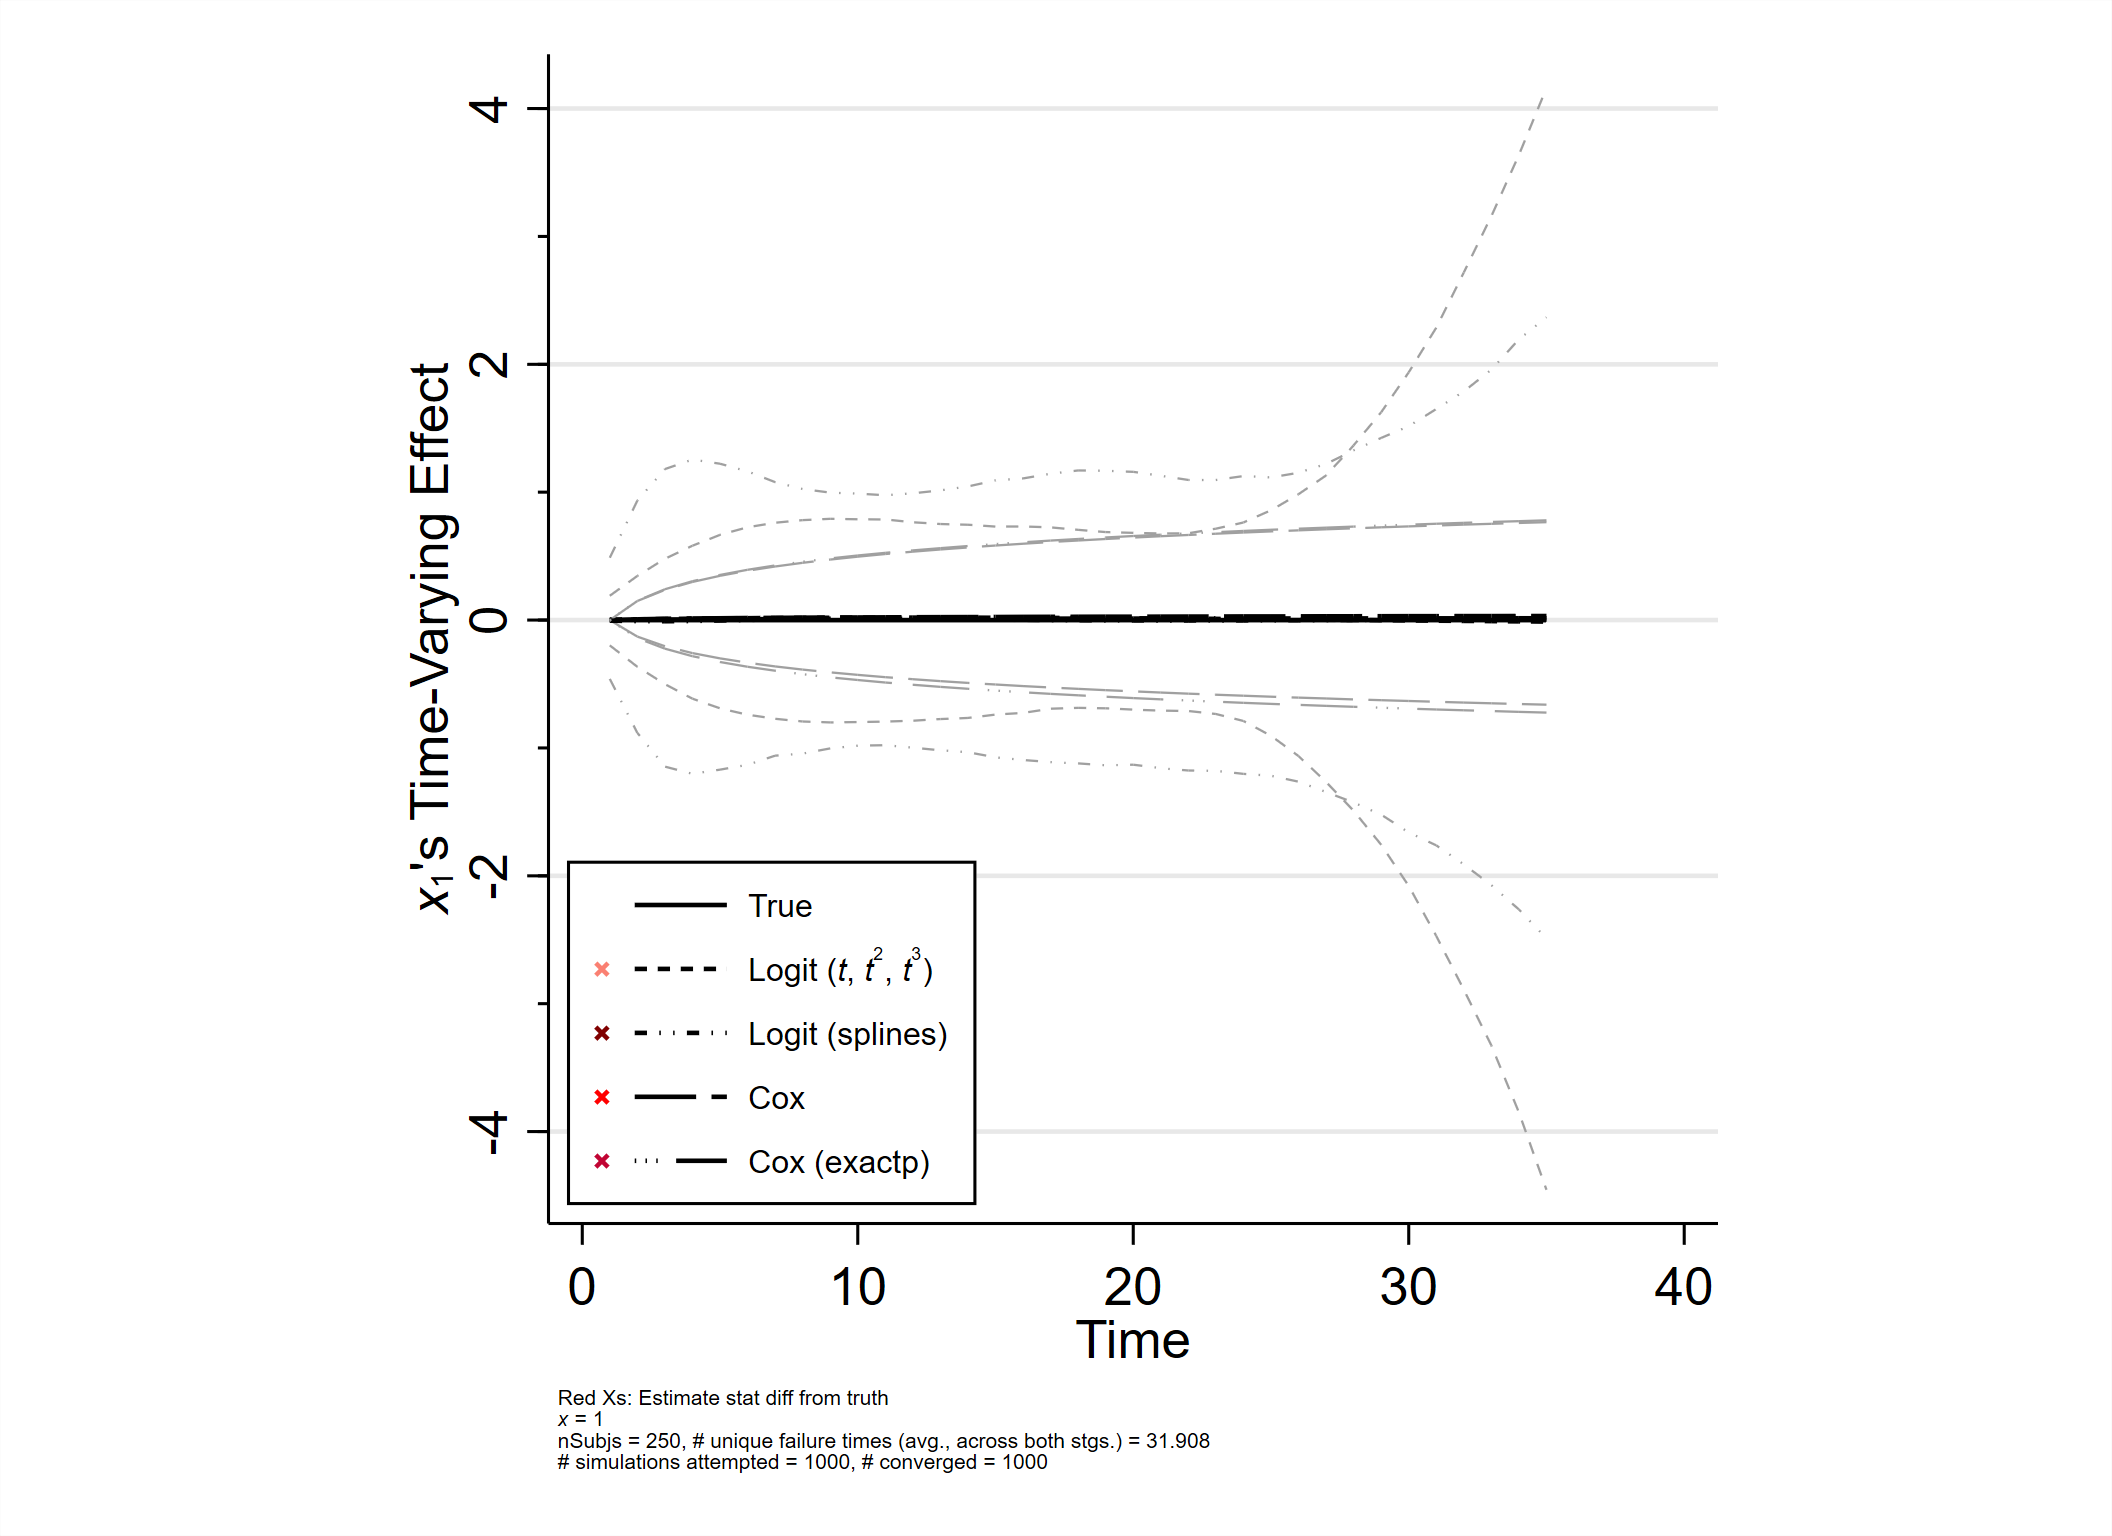 x₁'s Time-Varying Effect
4
2
0
-2
-4
True
Logit (t, t², t³)
Logit (splines)
Cox
Cox (exactp)
0 10 20 30 40
Time
Red Xs: Estimate stat diff from truth
x = 1
nSubjs = 250, # unique failure times (avg., across both stgs.) = 31.908
# simulations attempted = 1000, # converged = 1000